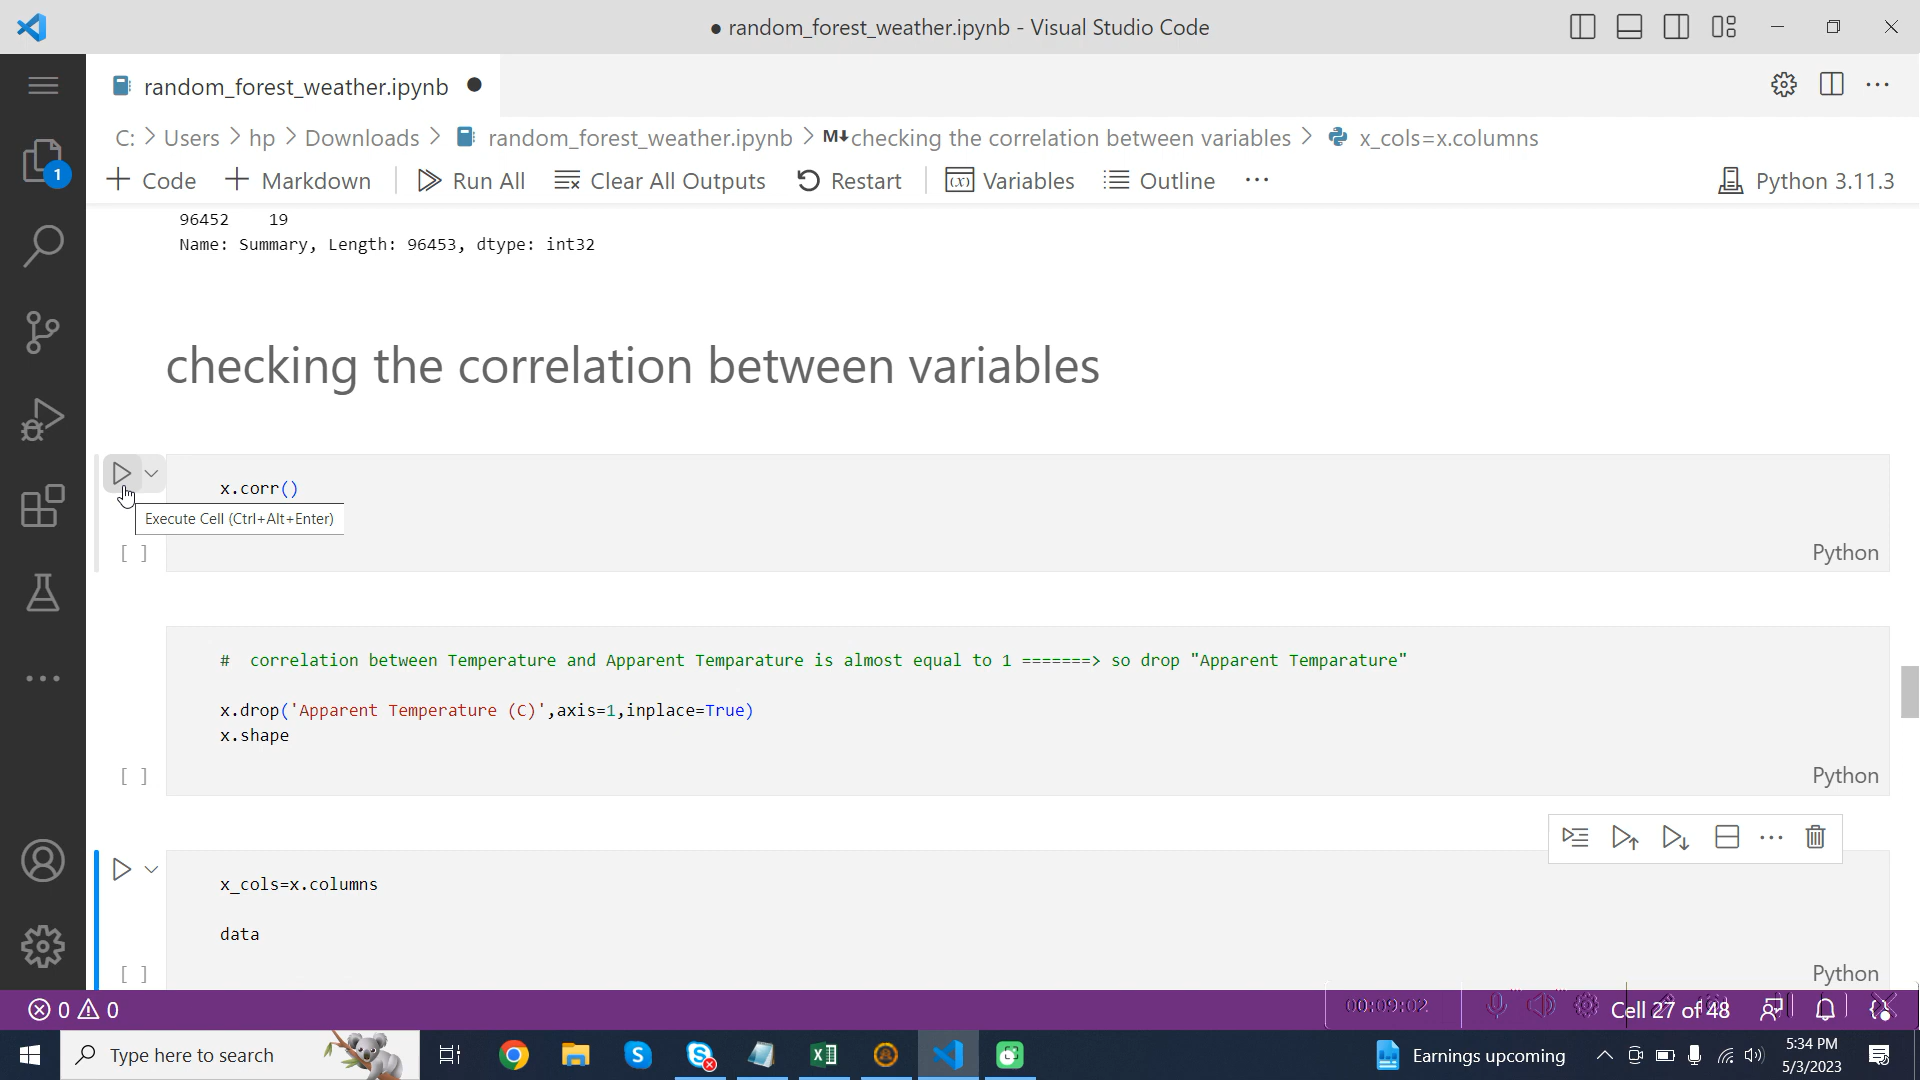 ● random_forest_weather.ipynb - Visual Studio Code
random_forest_weather.ipynb ●
C: > Users > hp > Downloads > random_forest_weather.ipynb > M↓ checking the correlation between variables > x_cols=x.columns
+ Code + Markdown Run All Clear All Outputs Restart (x) Variables Outline ··· Python 3.11.3
1
96452    19
Name: Summary, Length: 96453, dtype: int32
checking the correlation between variables
x.corr()
Execute Cell (Ctrl+Alt+Enter)
[ ] Python
#  correlation between Temperature and Apparent Temparature is almost equal to 1 =======> so drop "Apparent Temparature"
x.drop('Apparent Temperature (C)',axis=1,inplace=True)
x.shape
[ ] Python
x_cols=x.columns
data
[ ] Python
0 0 00:09:02 Cell 27 of 48
Type here to search Earnings upcoming 5:34 PM
5/3/2023